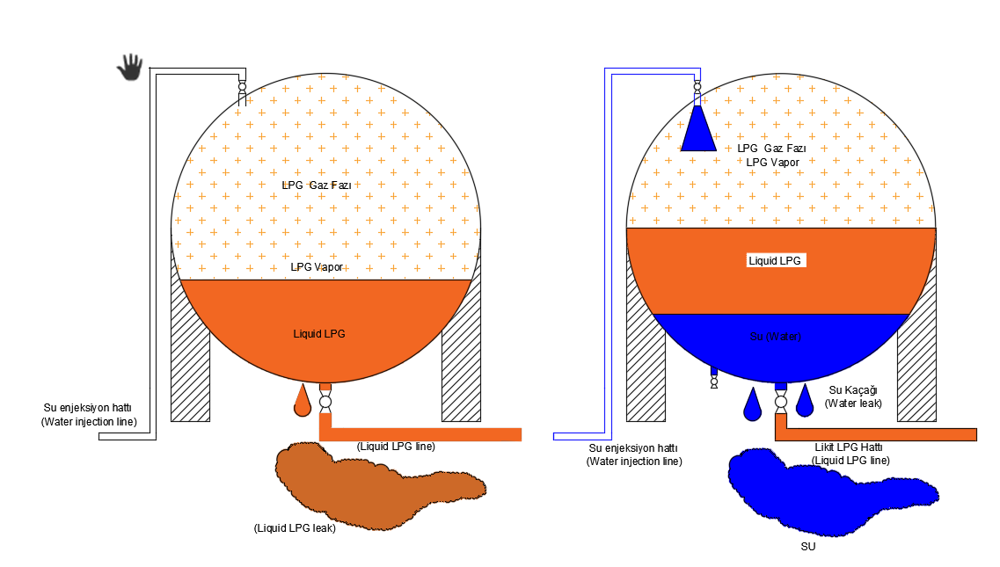 LPG  Gaz Fazı
LPG Vapor
Liquid LPG
Su enjeksiyon hattı
(Water injection line)
(Liquid LPG line)
(Liquid LPG leak)
LPG  Gaz Fazı
LPG Vapor
Liquid LPG
Su (Water)
Su Kaçağı
(Water leak)
Su enjeksiyon hattı
(Water injection line)
Likit LPG Hattı
(Liquid LPG line)
SU